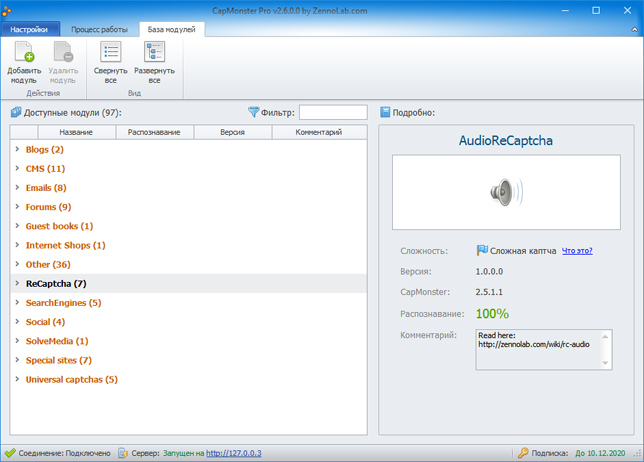 CapMonster Pro v2.6.0.0 by ZennoLab.com
Настройки Процесс работы База модулей
Добавить модуль Удалить модуль Свернуть все Развернуть все
Действия Вид
Доступные модули (97): Фильтр: Подробно:
Название Распознавание Версия Комментарий
Blogs (2)
CMS (11)
Emails (8)
Forums (9)
Guest books (1)
Internet Shops (1)
Other (36)
ReCaptcha (7)
SearchEngines (5)
Social (4)
SolveMedia (1)
Special sites (7)
Universal captchas (5)
AudioReCaptcha
Сложность: Сложная каптча Что это?
Версия: 1.0.0.0
CapMonster: 2.5.1.1
Распознавание: 100%
Комментарий: Read here:
http://zennolab.com/wiki/rc-audio
Соединение: Подключено Сервер: Запущен на http://127.0.0.3 Подписка: До 10.12.2020